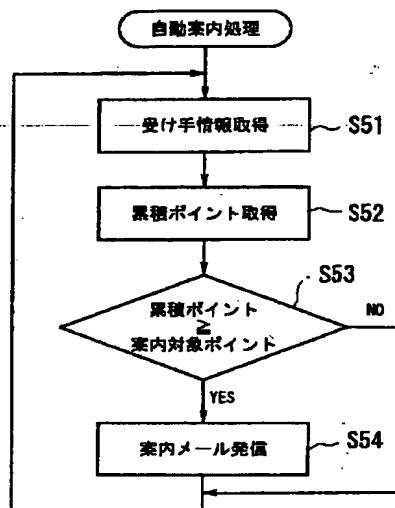 自動案内処理
受け手情報取得
S51
累積ポイント取得
S52
S53
累積ポイント
≧
案内対象ポイント
NO
YES
案内メール発信
S54